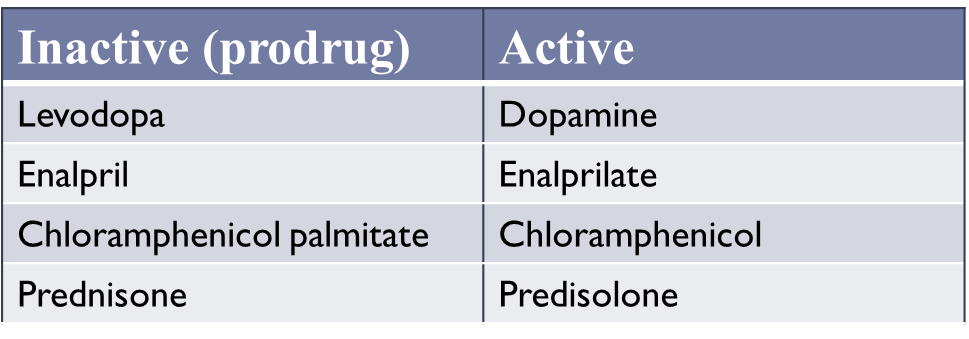 Inactive (prodrug) Active
Levodopa Dopamine
Enalpril Enalprilate
Chloramphenicol palmitate Chloramphenicol
Prednisone Predisolone